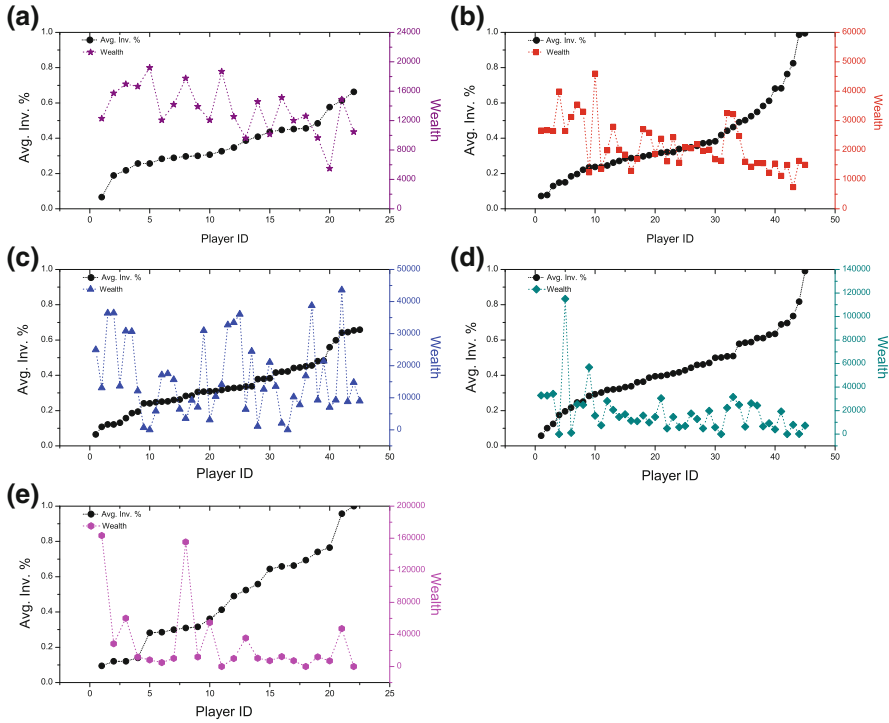 (a)
Avg. Inv. %
Wealth
1.0
0.8
0.6
0.4
0.2
0.0
24000
20000
16000
12000
8000
4000
0
0 5 10 15 20 25
Avg. Inv. %
Wealth
Player ID
(b)
Avg. Inv. %
Wealth
1.0
0.8
0.6
0.4
0.2
0.0
60000
50000
40000
30000
20000
10000
0
0 10 20 30 40 50
Avg. Inv. %
Wealth
Player ID
(c)
Avg. Inv. %
Wealth
1.0
0.8
0.6
0.4
0.2
0.0
50000
40000
30000
20000
10000
0
0 10 20 30 40 50
Avg. Inv. %
Wealth
Player ID
(d)
Avg. Inv. %
Wealth
1.0
0.8
0.6
0.4
0.2
0.0
140000
120000
100000
80000
60000
40000
20000
0
0 10 20 30 40 50
Avg. Inv. %
Wealth
Player ID
(e)
Avg. Inv. %
Wealth
1.0
0.8
0.6
0.4
0.2
0.0
200000
160000
120000
80000
40000
0
0 5 10 15 20 25
Avg. Inv. %
Wealth
Player ID